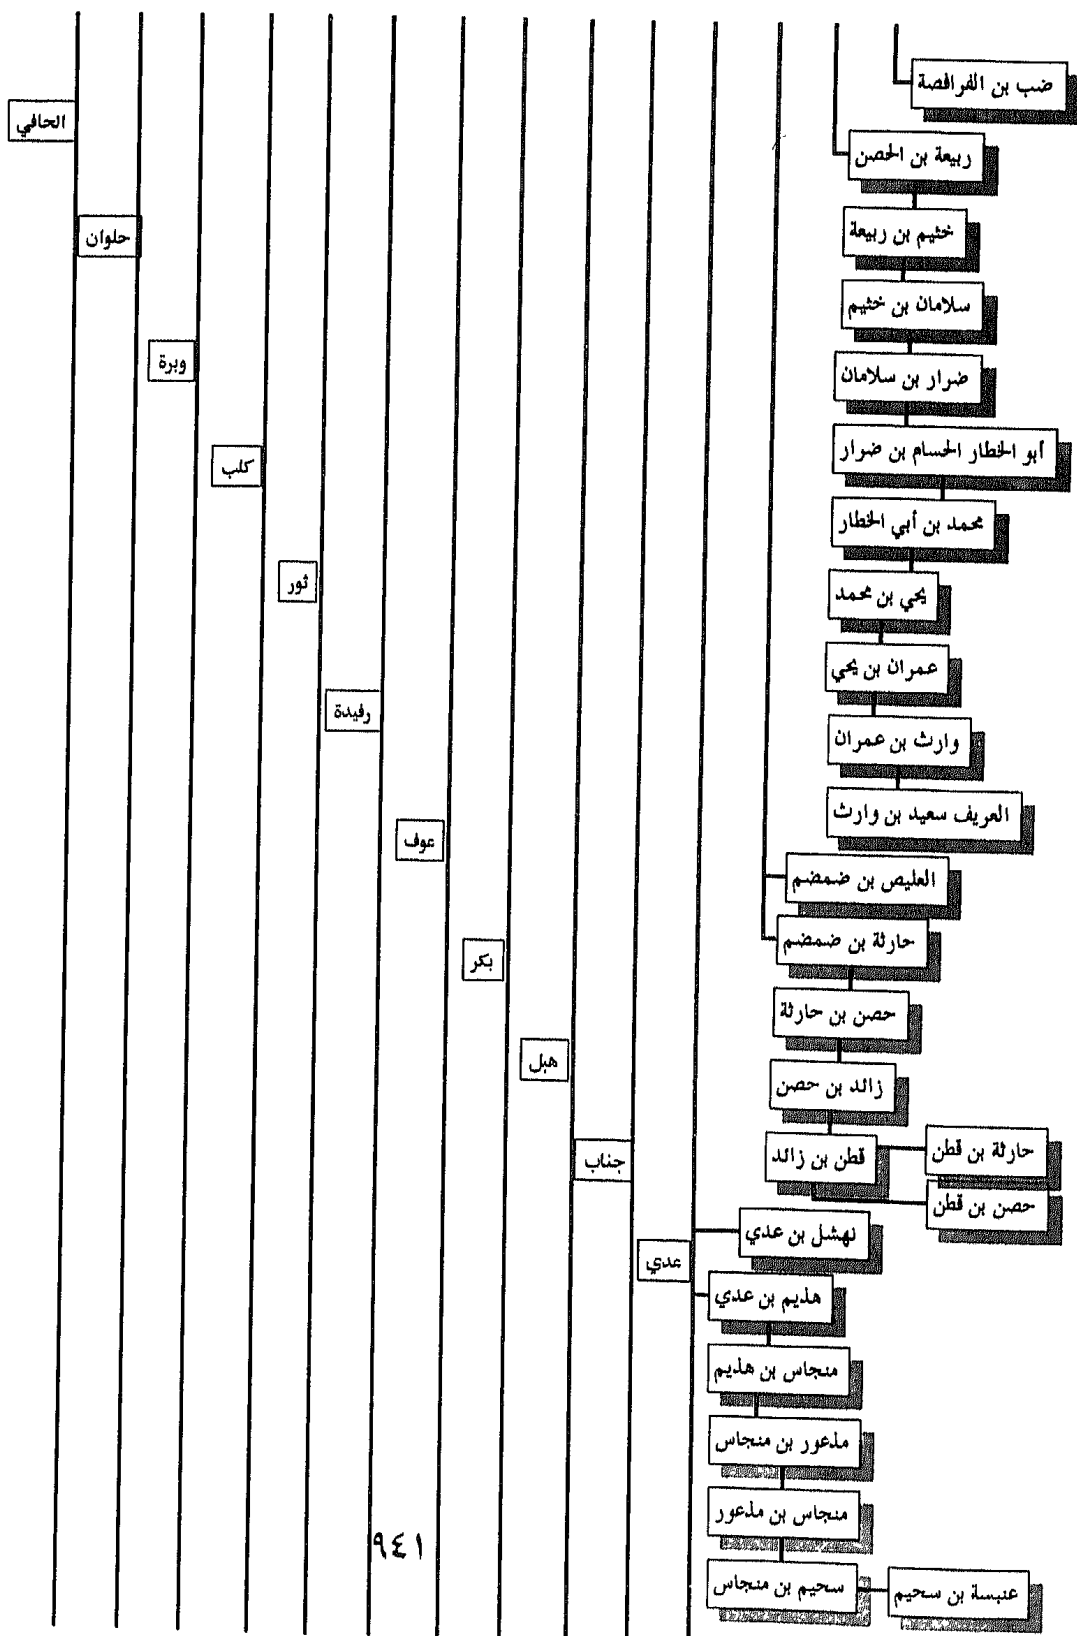 ضب بن الفرافصة
الحافي
ربيعة بن الحصن
حلوان
خثيم بن ربيعة
سلامان بن خثيم
وبرة
ضرار بن سلامان
كلب
أبو الخطار الحسام بن ضرار
محمد بن أبي الخطار
ثور
يحي بن محمد
عمران بن يحي
رفيدة
وارث بن عمران
العريف سعيد بن وارث
عوف
العليص بن ضمضم
حارثة بن ضمضم
بكر
حصن بن حارثة
هبل
زائد بن حصن
حارثة بن قطن
قطن بن زائد
جناب
حصن بن قطن
نهشل بن عدي
عدي
هذيم بن عدي
منجاس بن هذيم
مذعور بن منجاس
منجاس بن مذعور
٩٤١
سحيم بن منجاس
عنبسة بن سحيم